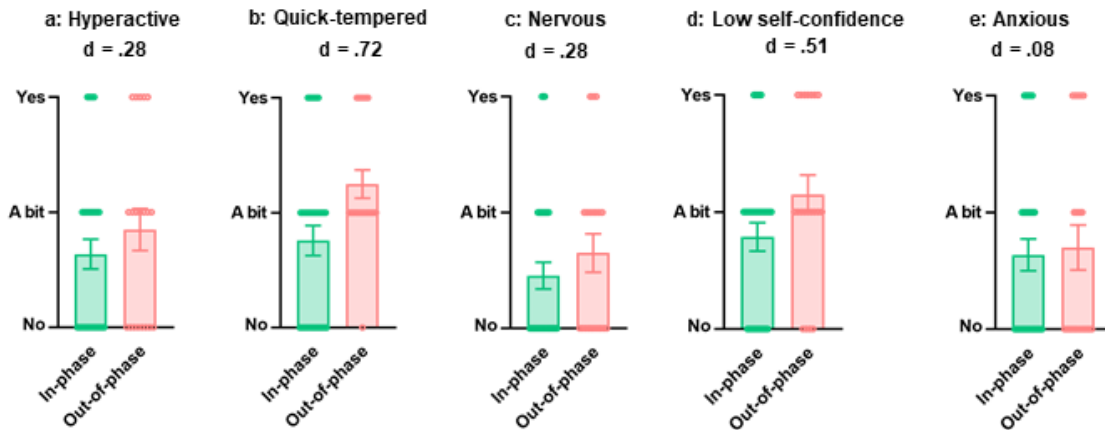 a: Hyperactive
d = .28
Yes
A bit
No
In-phase
Out-of-phase
b: Quick-tempered
d = .72
Yes
A bit
No
In-phase
Out-of-phase
c: Nervous
d = .28
Yes
A bit
No
In-phase
Out-of-phase
d: Low self-confidence
d = .51
Yes
A bit
No
In-phase
Out-of-phase
e: Anxious
d = .08
Yes
A bit
No
In-phase
Out-of-phase